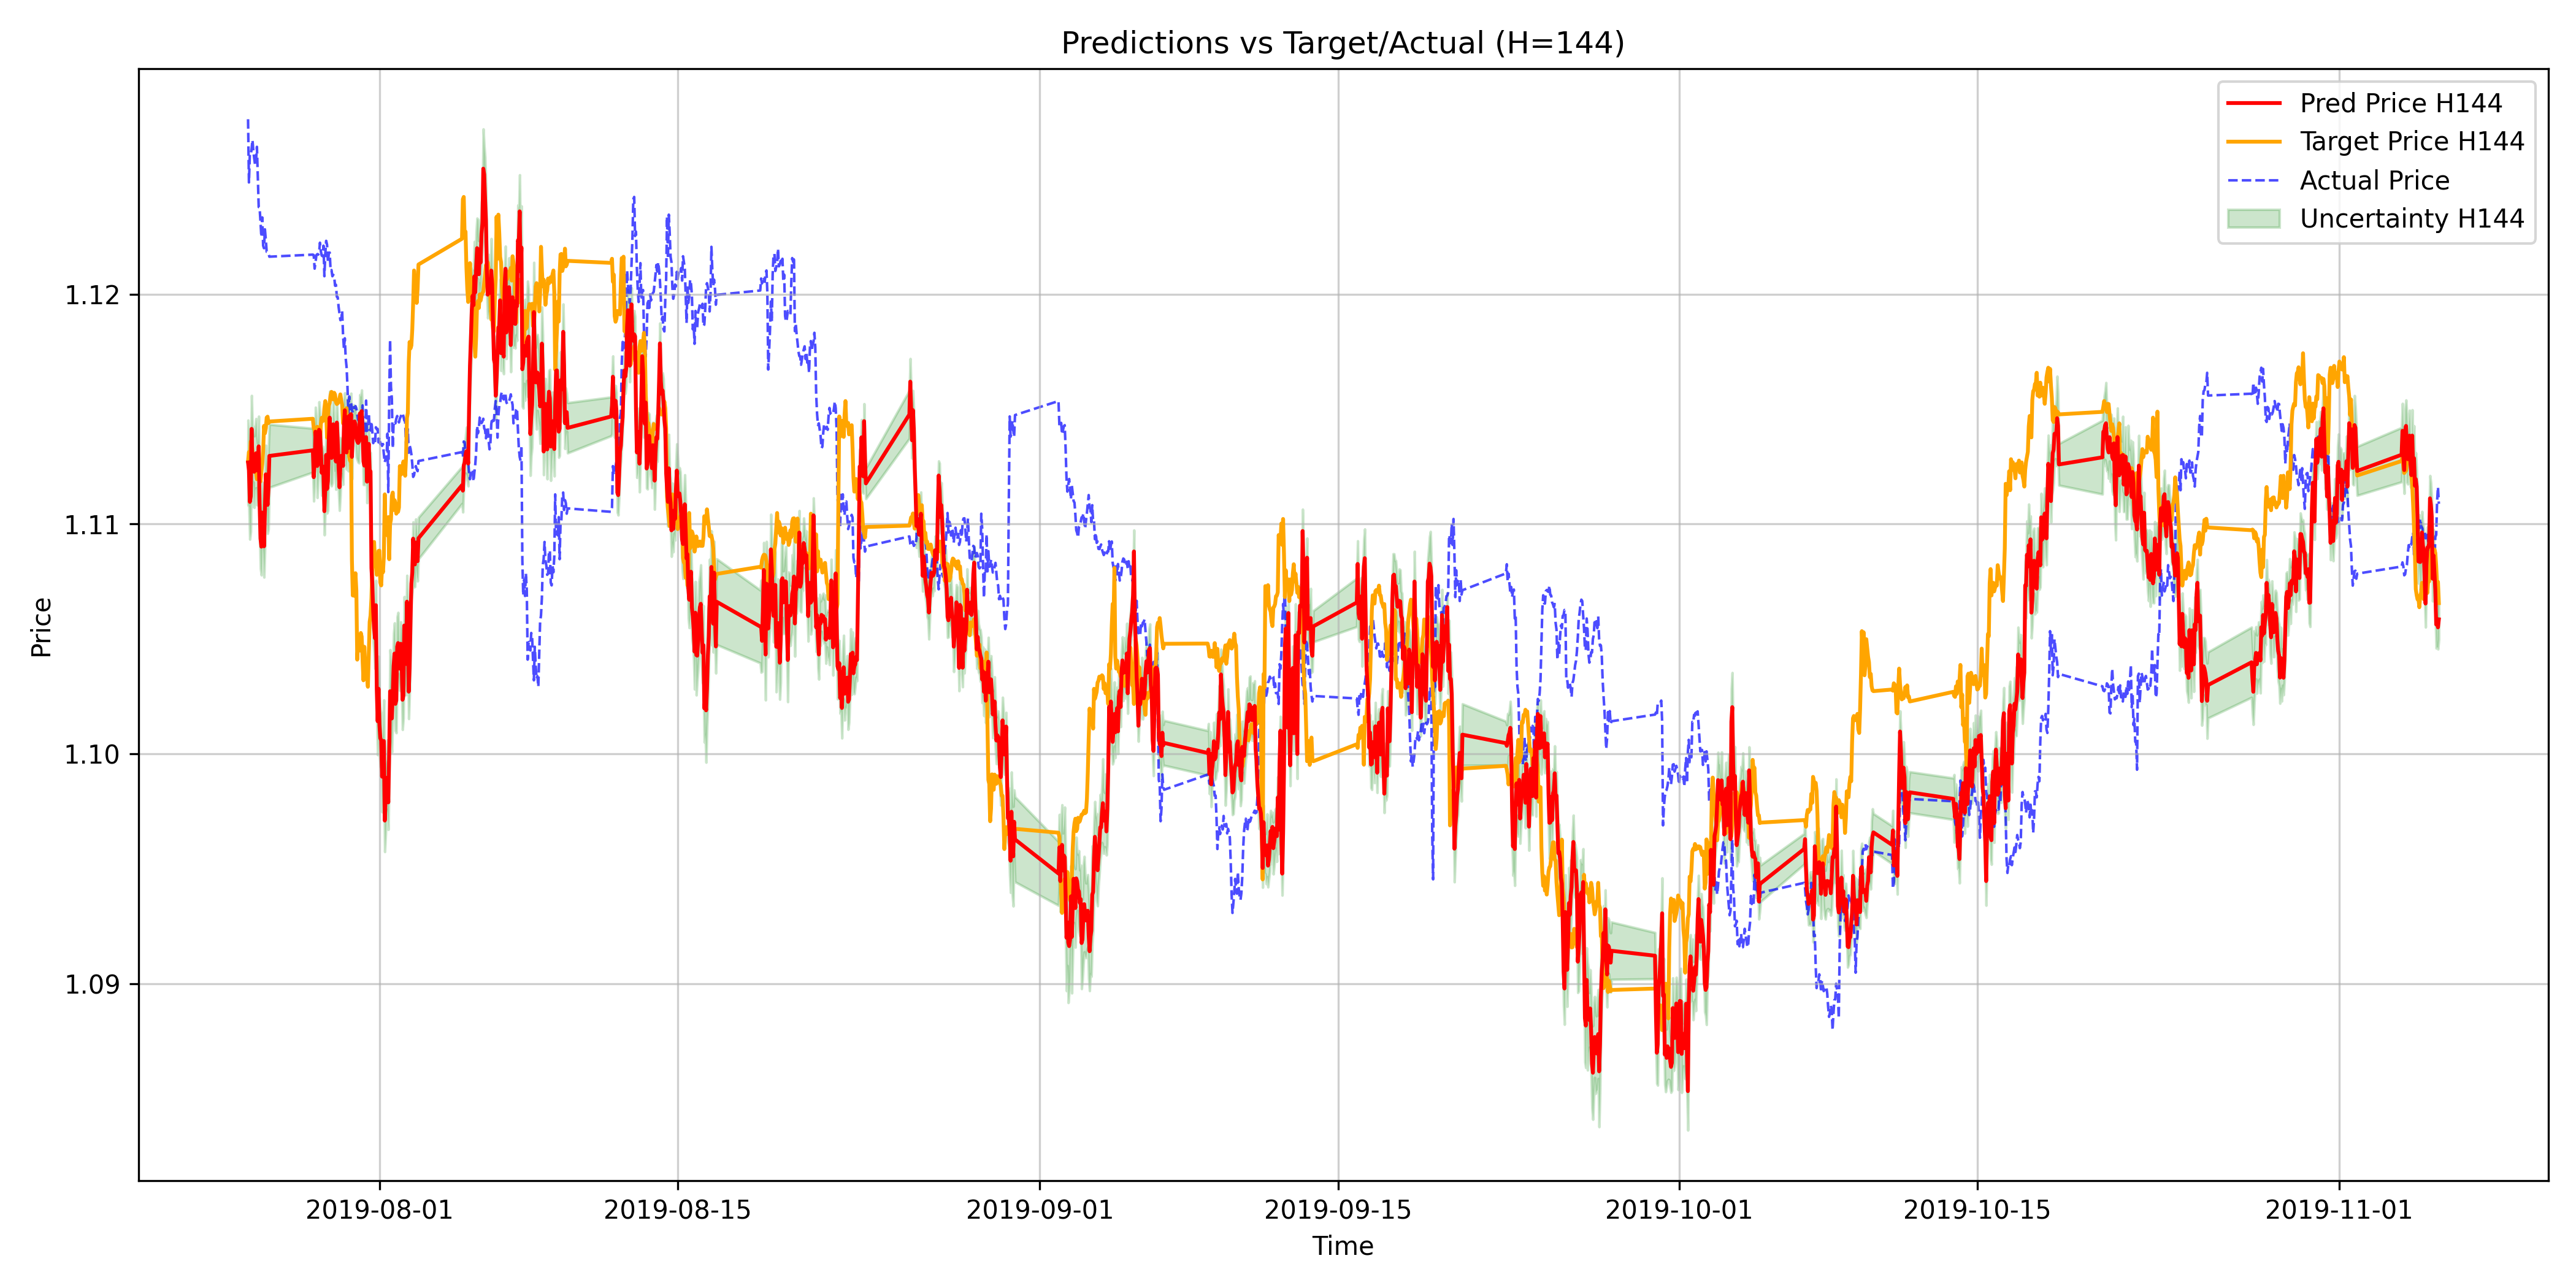 Predictions vs Target/Actual (H=144)
Pred Price H144
Target Price H144
Actual Price
Uncertainty H144
Price
1.12
1.11
1.10
1.09
2019-08-01
2019-08-15
2019-09-01
2019-09-15
2019-10-01
2019-10-15
2019-11-01
Time